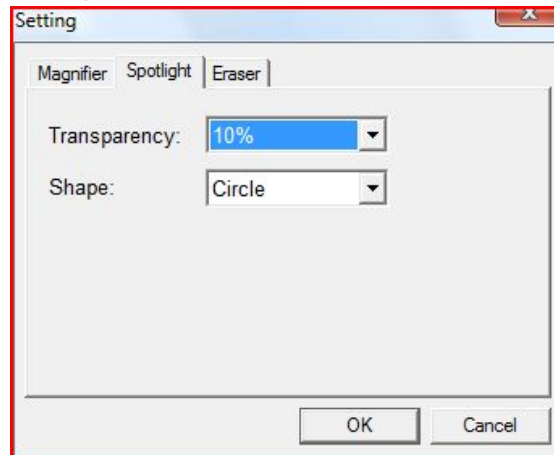 Setting
Magnifier Spotlight Eraser
Transparency: 10%
Shape: Circle
OK Cancel